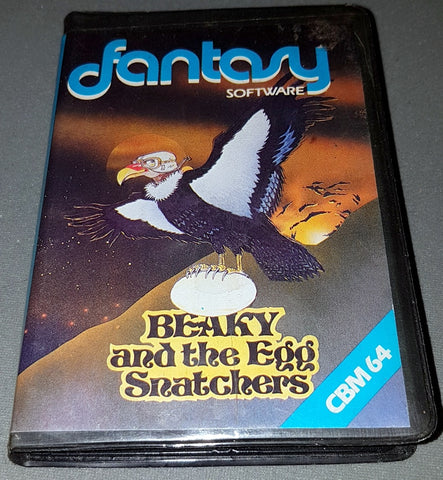 fantasy
SOFTWARE
BEAKY
and the Egg
Snatchers
CBM 64